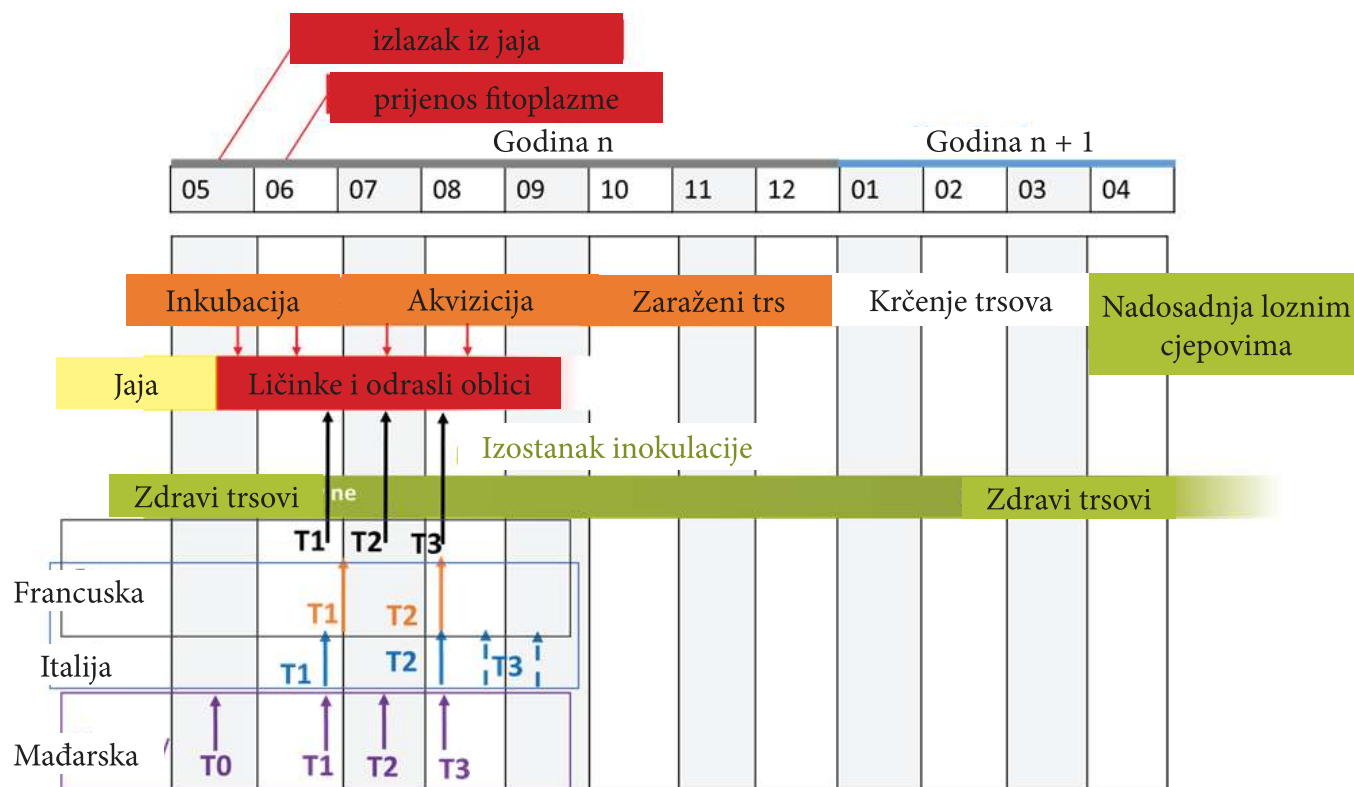 izlazak iz jaja
prijenos fitoplazme
Godina n
Godina n + 1
05 06 07 08 09 10 11 12 01 02 03 04
Inkubacija
Akvizicija
Zaraženi trs
Krčenje trsova
Nadosadnja loznim
cjepovima
Jaja
Ličinke i odrasli oblici
Izostanak inokulacije
Zdravi trsovi
ne
Zdravi trsovi
T1 T2 T3
Francuska
T1 T2
Italija
T1 T2 T3
Mađarska
T0 T1 T2 T3